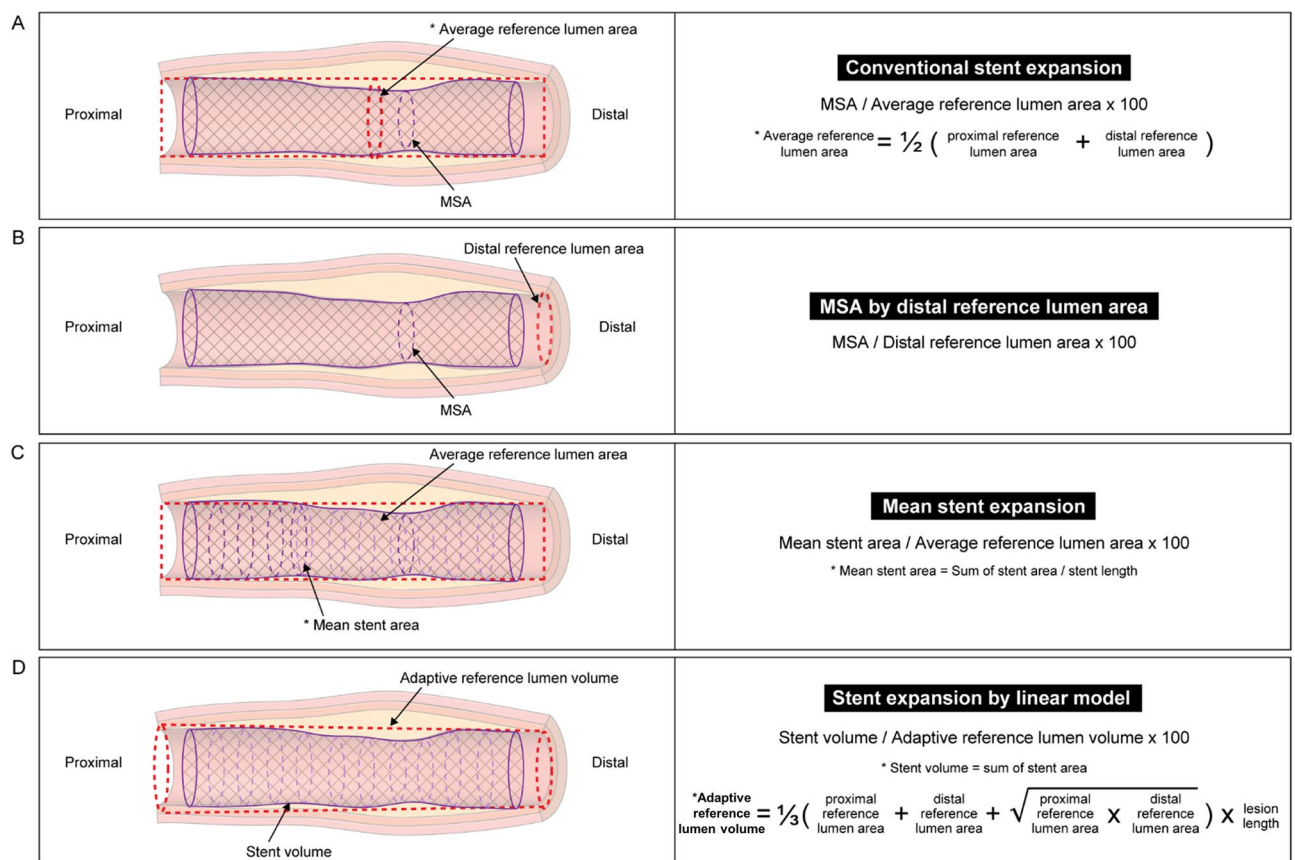 A
* Average reference lumen area
Proximal
Distal
MSA
Conventional stent expansion
MSA / Average reference lumen area x 100
* Average reference lumen area = ½ ( proximal reference lumen area + distal reference lumen area )
B
Distal reference lumen area
Proximal
Distal
MSA
MSA by distal reference lumen area
MSA / Distal reference lumen area x 100
C
Average reference lumen area
Proximal
Distal
* Mean stent area
Mean stent expansion
Mean stent area / Average reference lumen area x 100
* Mean stent area = Sum of stent area / stent length
D
Adaptive reference lumen volume
Proximal
Distal
Stent volume
Stent expansion by linear model
Stent volume / Adaptive reference lumen volume x 100
* Stent volume = sum of stent area
*Adaptive reference lumen volume = ⅓ ( proximal reference lumen area + distal reference lumen area + √ proximal reference lumen area x distal reference lumen area ) x lesion length